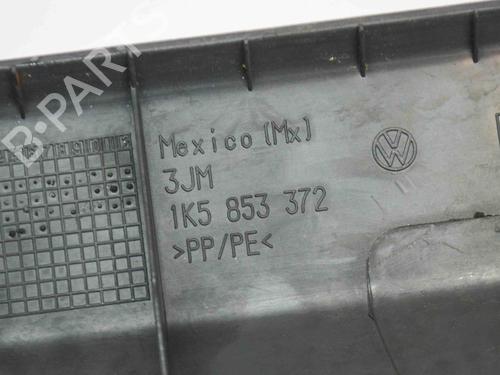 B-PARTS
Mexico (Mx)
3JM
1K5 853 372
>PP/PE<